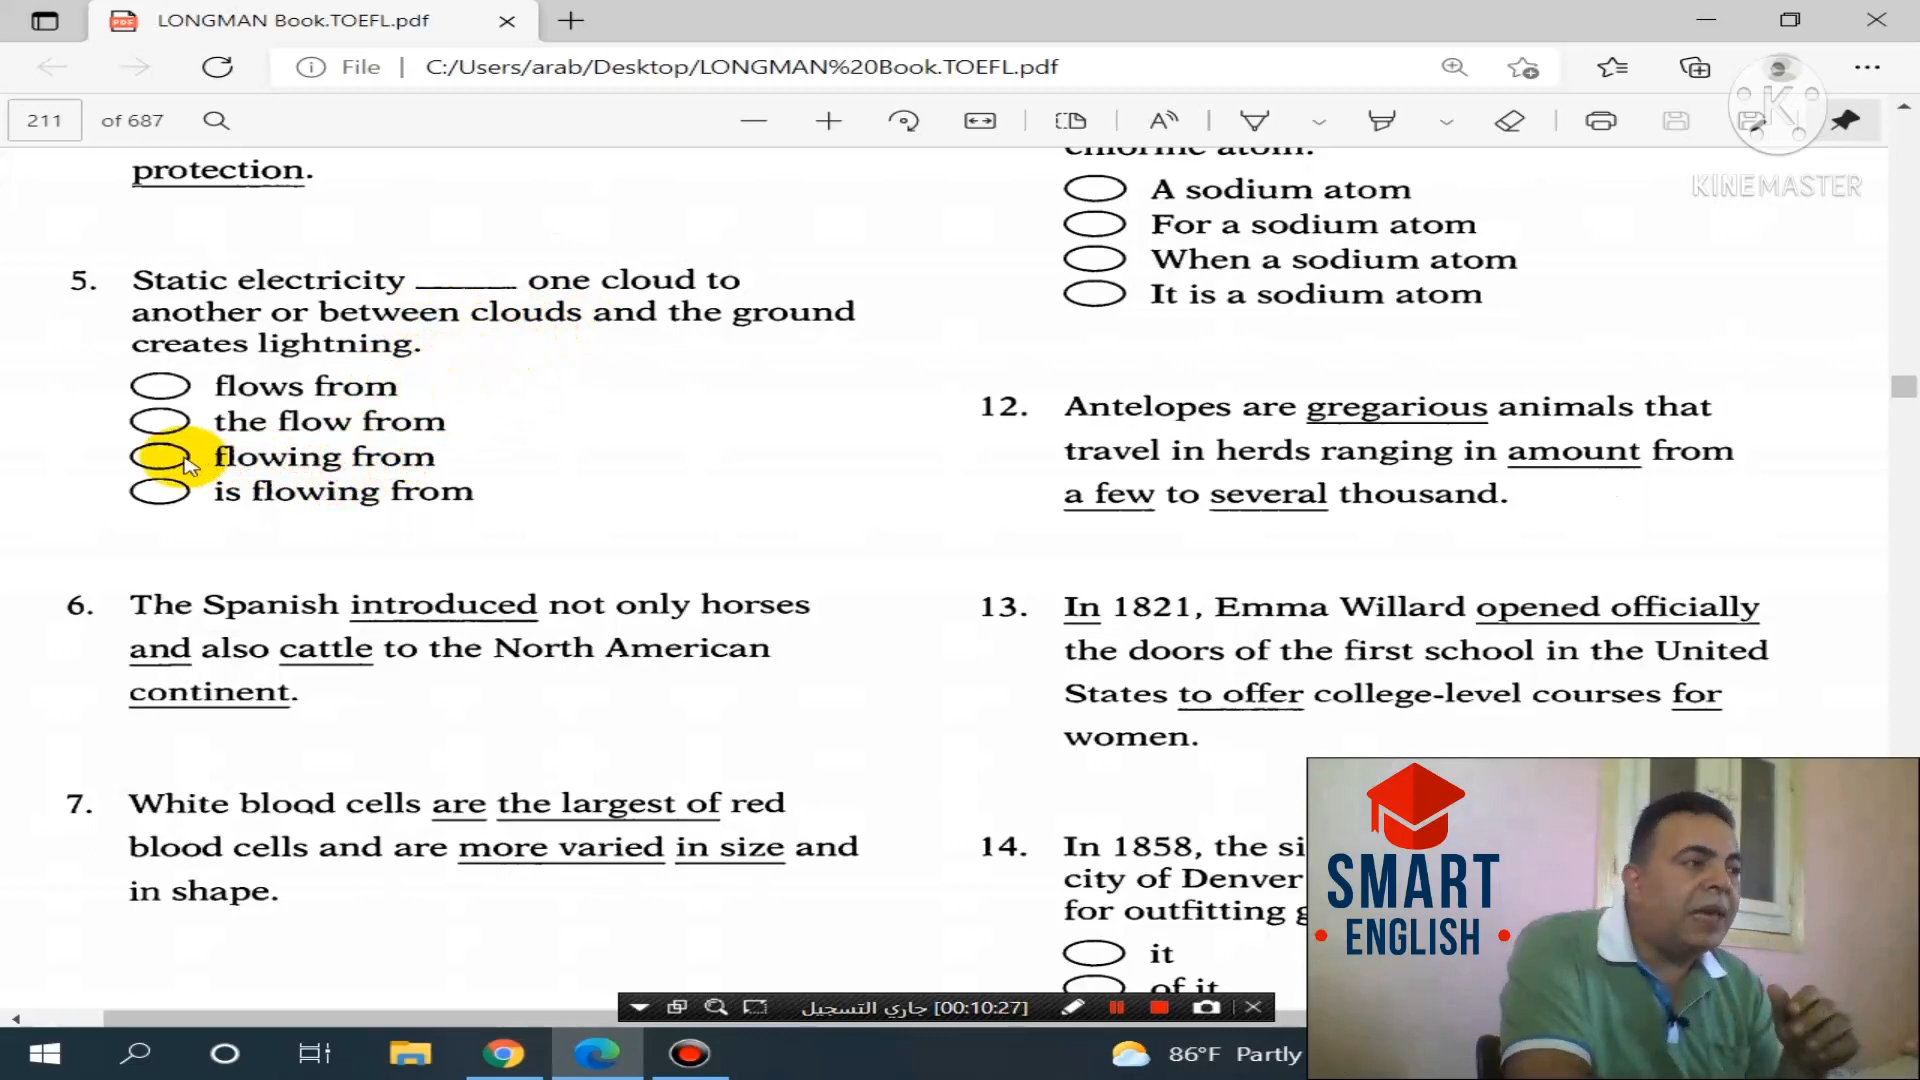 LONGMAN Book.TOEFL.pdf
File | C:/Users/arab/Desktop/LONGMAN%20Book.TOEFL.pdf
211 of 687
KINEMASTER
protection.
5. Static electricity ______ one cloud to
another or between clouds and the ground
creates lightning.
flows from
the flow from
flowing from
is flowing from
6. The Spanish introduced not only horses
and also cattle to the North American
continent.
7. White blood cells are the largest of red
blood cells and are more varied in size and
in shape.
chlorine atom.
A sodium atom
For a sodium atom
When a sodium atom
It is a sodium atom
12. Antelopes are gregarious animals that
travel in herds ranging in amount from
a few to several thousand.
13. In 1821, Emma Willard opened officially
the doors of the first school in the United
States to offer college-level courses for
women.
14. In 1858, the si
city of Denver
for outfitting g
it
of it
SMART
ENGLISH
جاري التسجيل [00:10:27]
86°F Partly